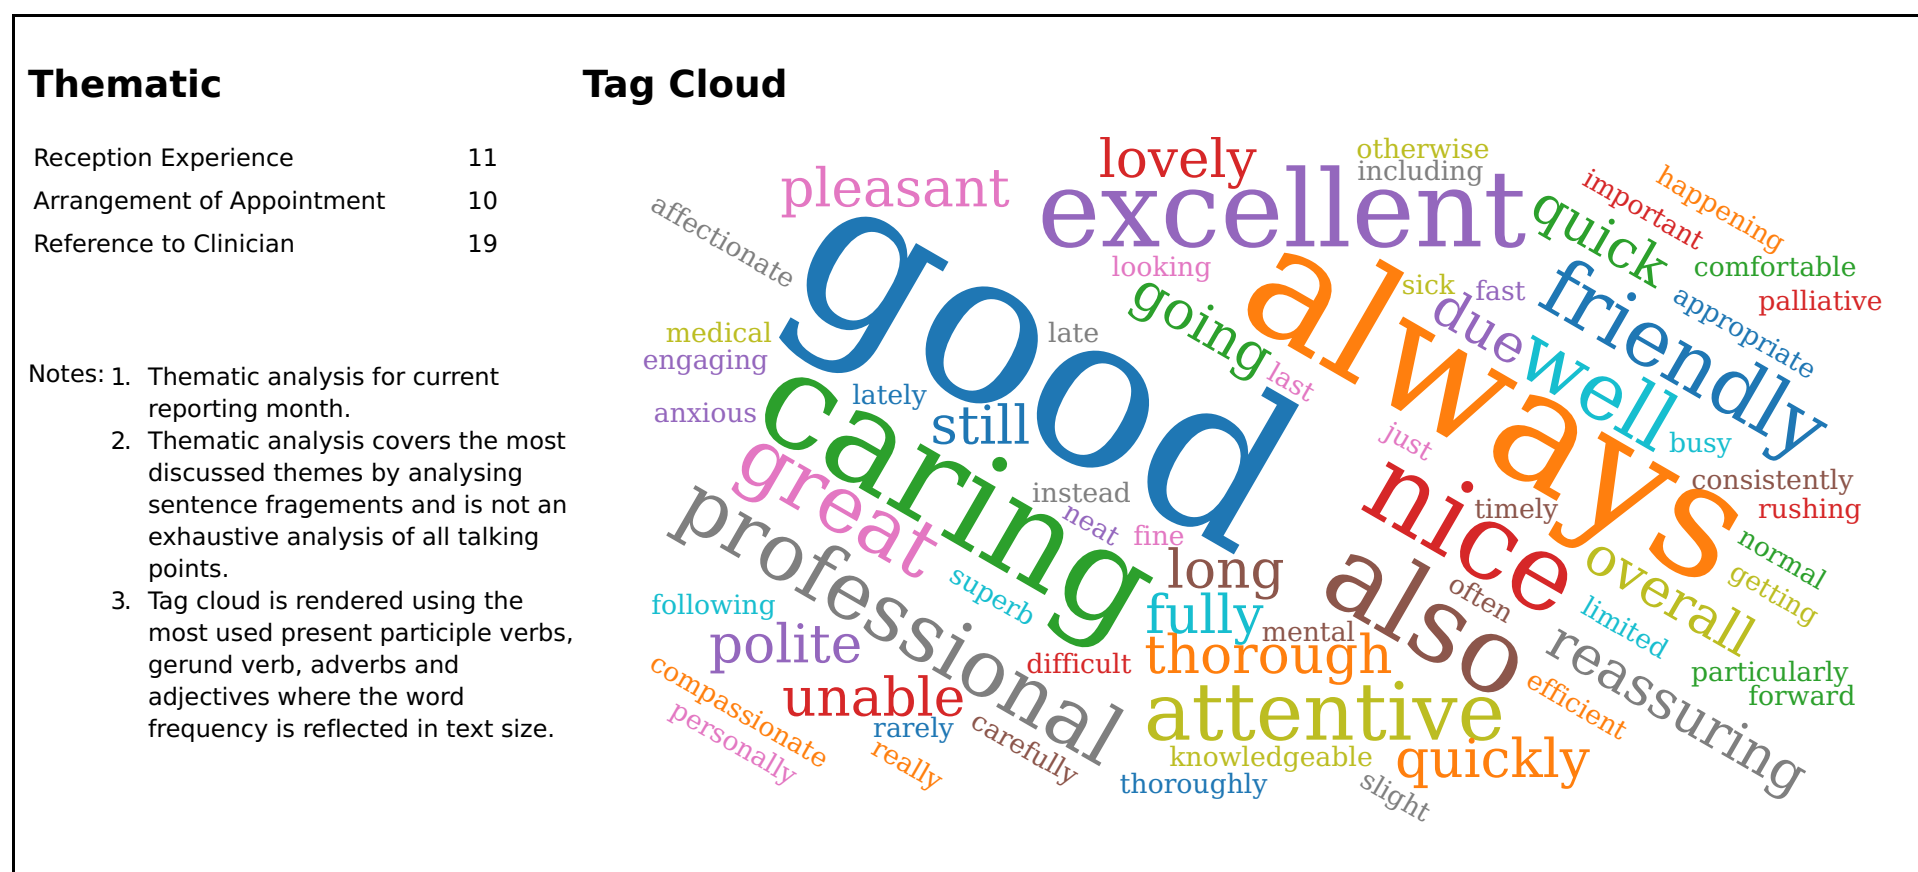 Thematic
Reception Experience 11
Arrangement of Appointment 10
Reference to Clinician 19
Notes: 1. Thematic analysis for current
reporting month.
2. Thematic analysis covers the most
discussed themes by analysing
sentence fragements and is not an
exhaustive analysis of all talking
points.
3. Tag cloud is rendered using the
most used present participle verbs,
gerund verb, adverbs and
adjectives where the word
frequency is reflected in text size.
Tag Cloud
lovely
otherwise
including
pleasant
excellent
important
happening
affectionate
quick
good
always
looking
comfortable
sick
fast
friendly
appropriate
palliative
going
due
medical
late
engaging
well
last
caring
lately
anxious
still
just
busy
great
nice
consistently
professional
instead
timely
rushing
neat
fine
normal
long
also
overall
getting
superb
often
following
fully
limited
polite
mental
reassuring
difficult
thorough
particularly
compassionate
unable
attentive
efficient
forward
personally
rarely
carefully
really
knowledgeable
quickly
thoroughly
slight